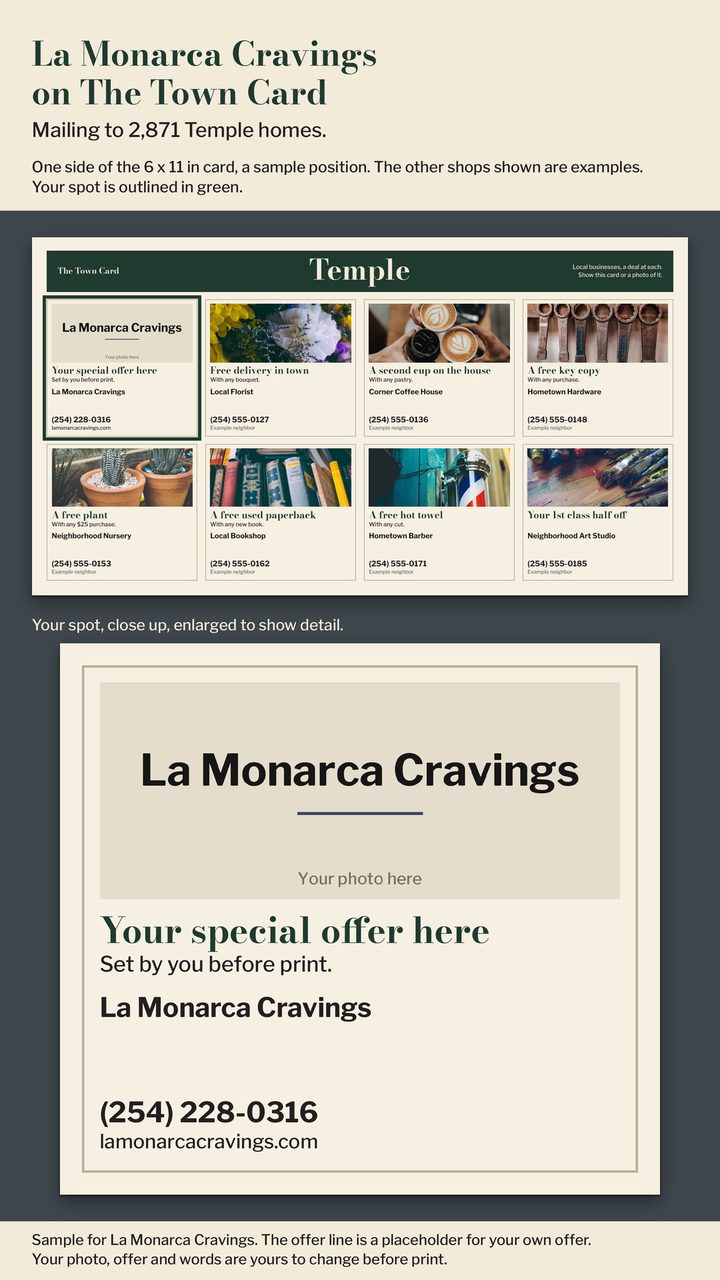 La Monarca Cravings
on The Town Card
Mailing to 2,871 Temple homes.
One side of the 6 x 11 in card, a sample position. The other shops shown are examples.
Your spot is outlined in green.
The Town Card
Temple
Local businesses, a deal at each.
Show this card or a photo of it.
La Monarca Cravings
Your photo here
Your special offer here
Set by you before print.
La Monarca Cravings
(254) 228-0316
lamonarcacravings.com
Free delivery in town
With any bouquet.
Local Florist
(254) 555-0127
Example neighbor
A second cup on the house
With any pastry.
Corner Coffee House
(254) 555-0136
Example neighbor
A free key copy
With any purchase.
Hometown Hardware
(254) 555-0148
Example neighbor
A free plant
With any $25 purchase.
Neighborhood Nursery
(254) 555-0153
Example neighbor
A free used paperback
With any new book.
Local Bookshop
(254) 555-0162
Example neighbor
A free hot towel
With any cut.
Hometown Barber
(254) 555-0171
Example neighbor
Your 1st class half off
Neighborhood Art Studio
(254) 555-0185
Example neighbor
Your spot, close up, enlarged to show detail.
La Monarca Cravings
Your photo here
Your special offer here
Set by you before print.
La Monarca Cravings
(254) 228-0316
lamonarcacravings.com
Sample for La Monarca Cravings. The offer line is a placeholder for your own offer.
Your photo, offer and words are yours to change before print.